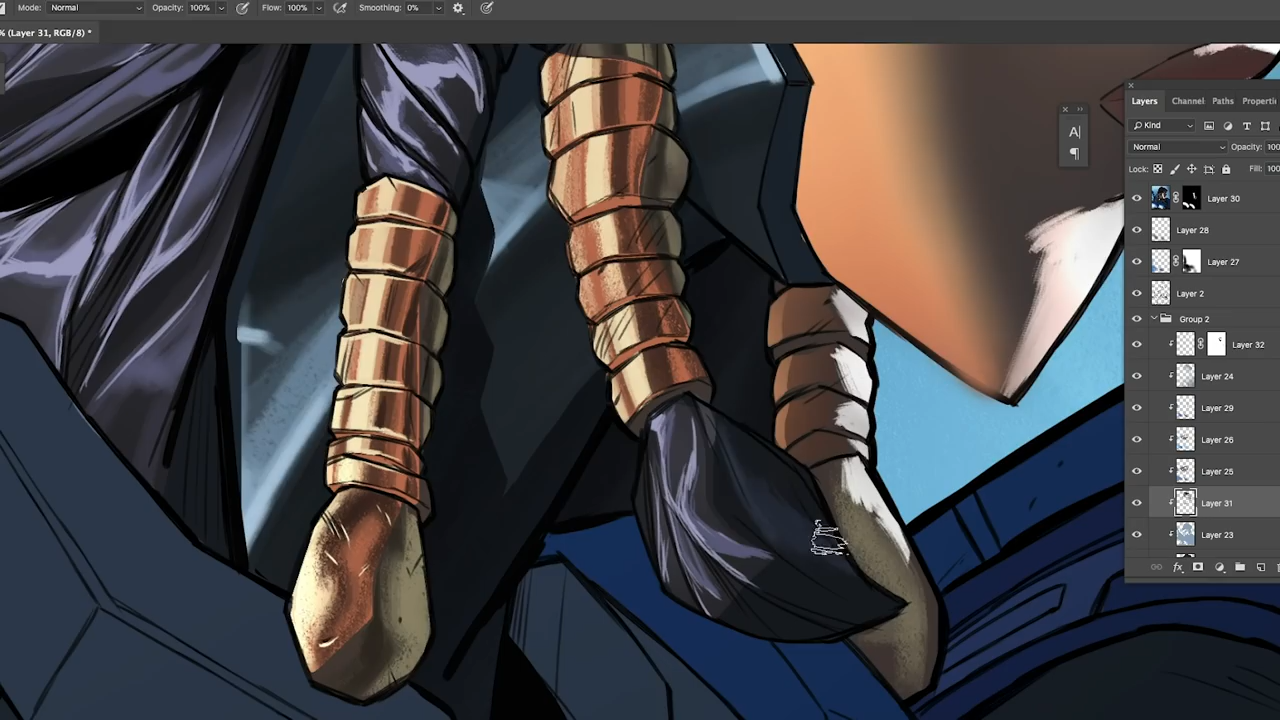 Mode: Normal Opacity: 100% Flow: 100% Smoothing: 0%
% (Layer 31, RGB/8) *
Layers Channel Paths Properti
Kind
Normal Opacity: 100
Lock: Fill: 100
A
¶
Layer 30
Layer 28
Layer 27
Layer 2
Group 2
Layer 32
Layer 24
Layer 29
Layer 26
Layer 25
Layer 31
Layer 23
fx